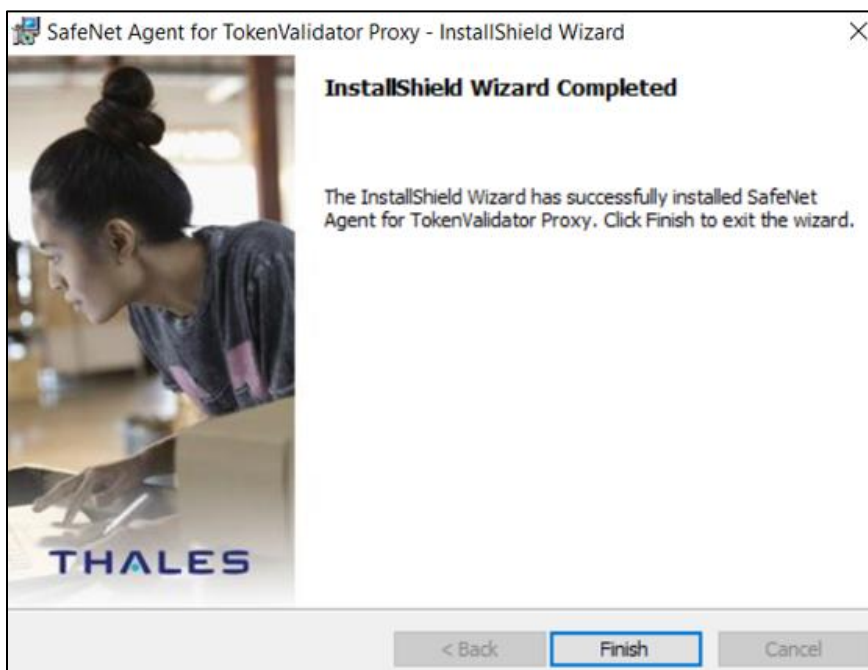 SafeNet Agent for TokenValidator Proxy - InstallShield Wizard
InstallShield Wizard Completed
The InstallShield Wizard has successfully installed SafeNet
Agent for TokenValidator Proxy. Click Finish to exit the wizard.
THALES
< Back
Finish
Cancel